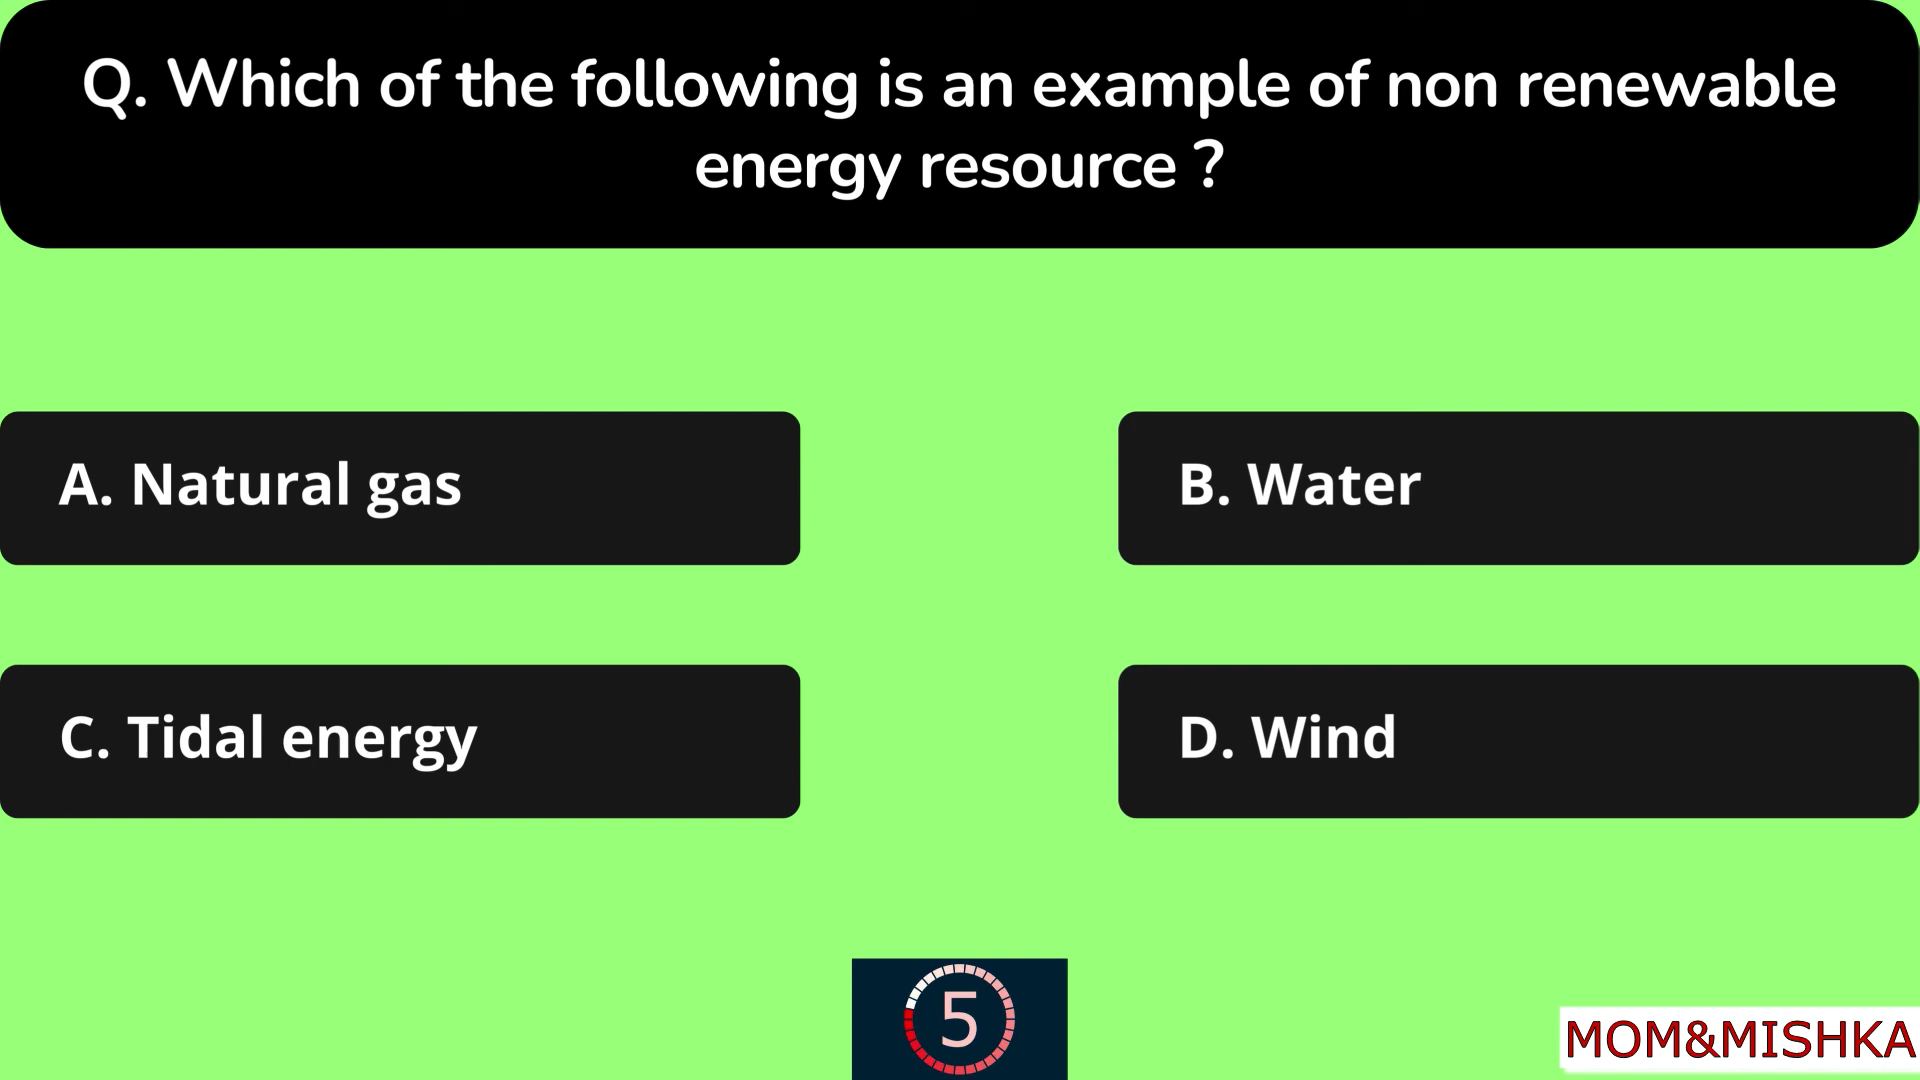 Q. Which of the following is an example of non renewable
energy resource ?
A. Natural gas
B. Water
C. Tidal energy
D. Wind
5
MOM&MISHKA